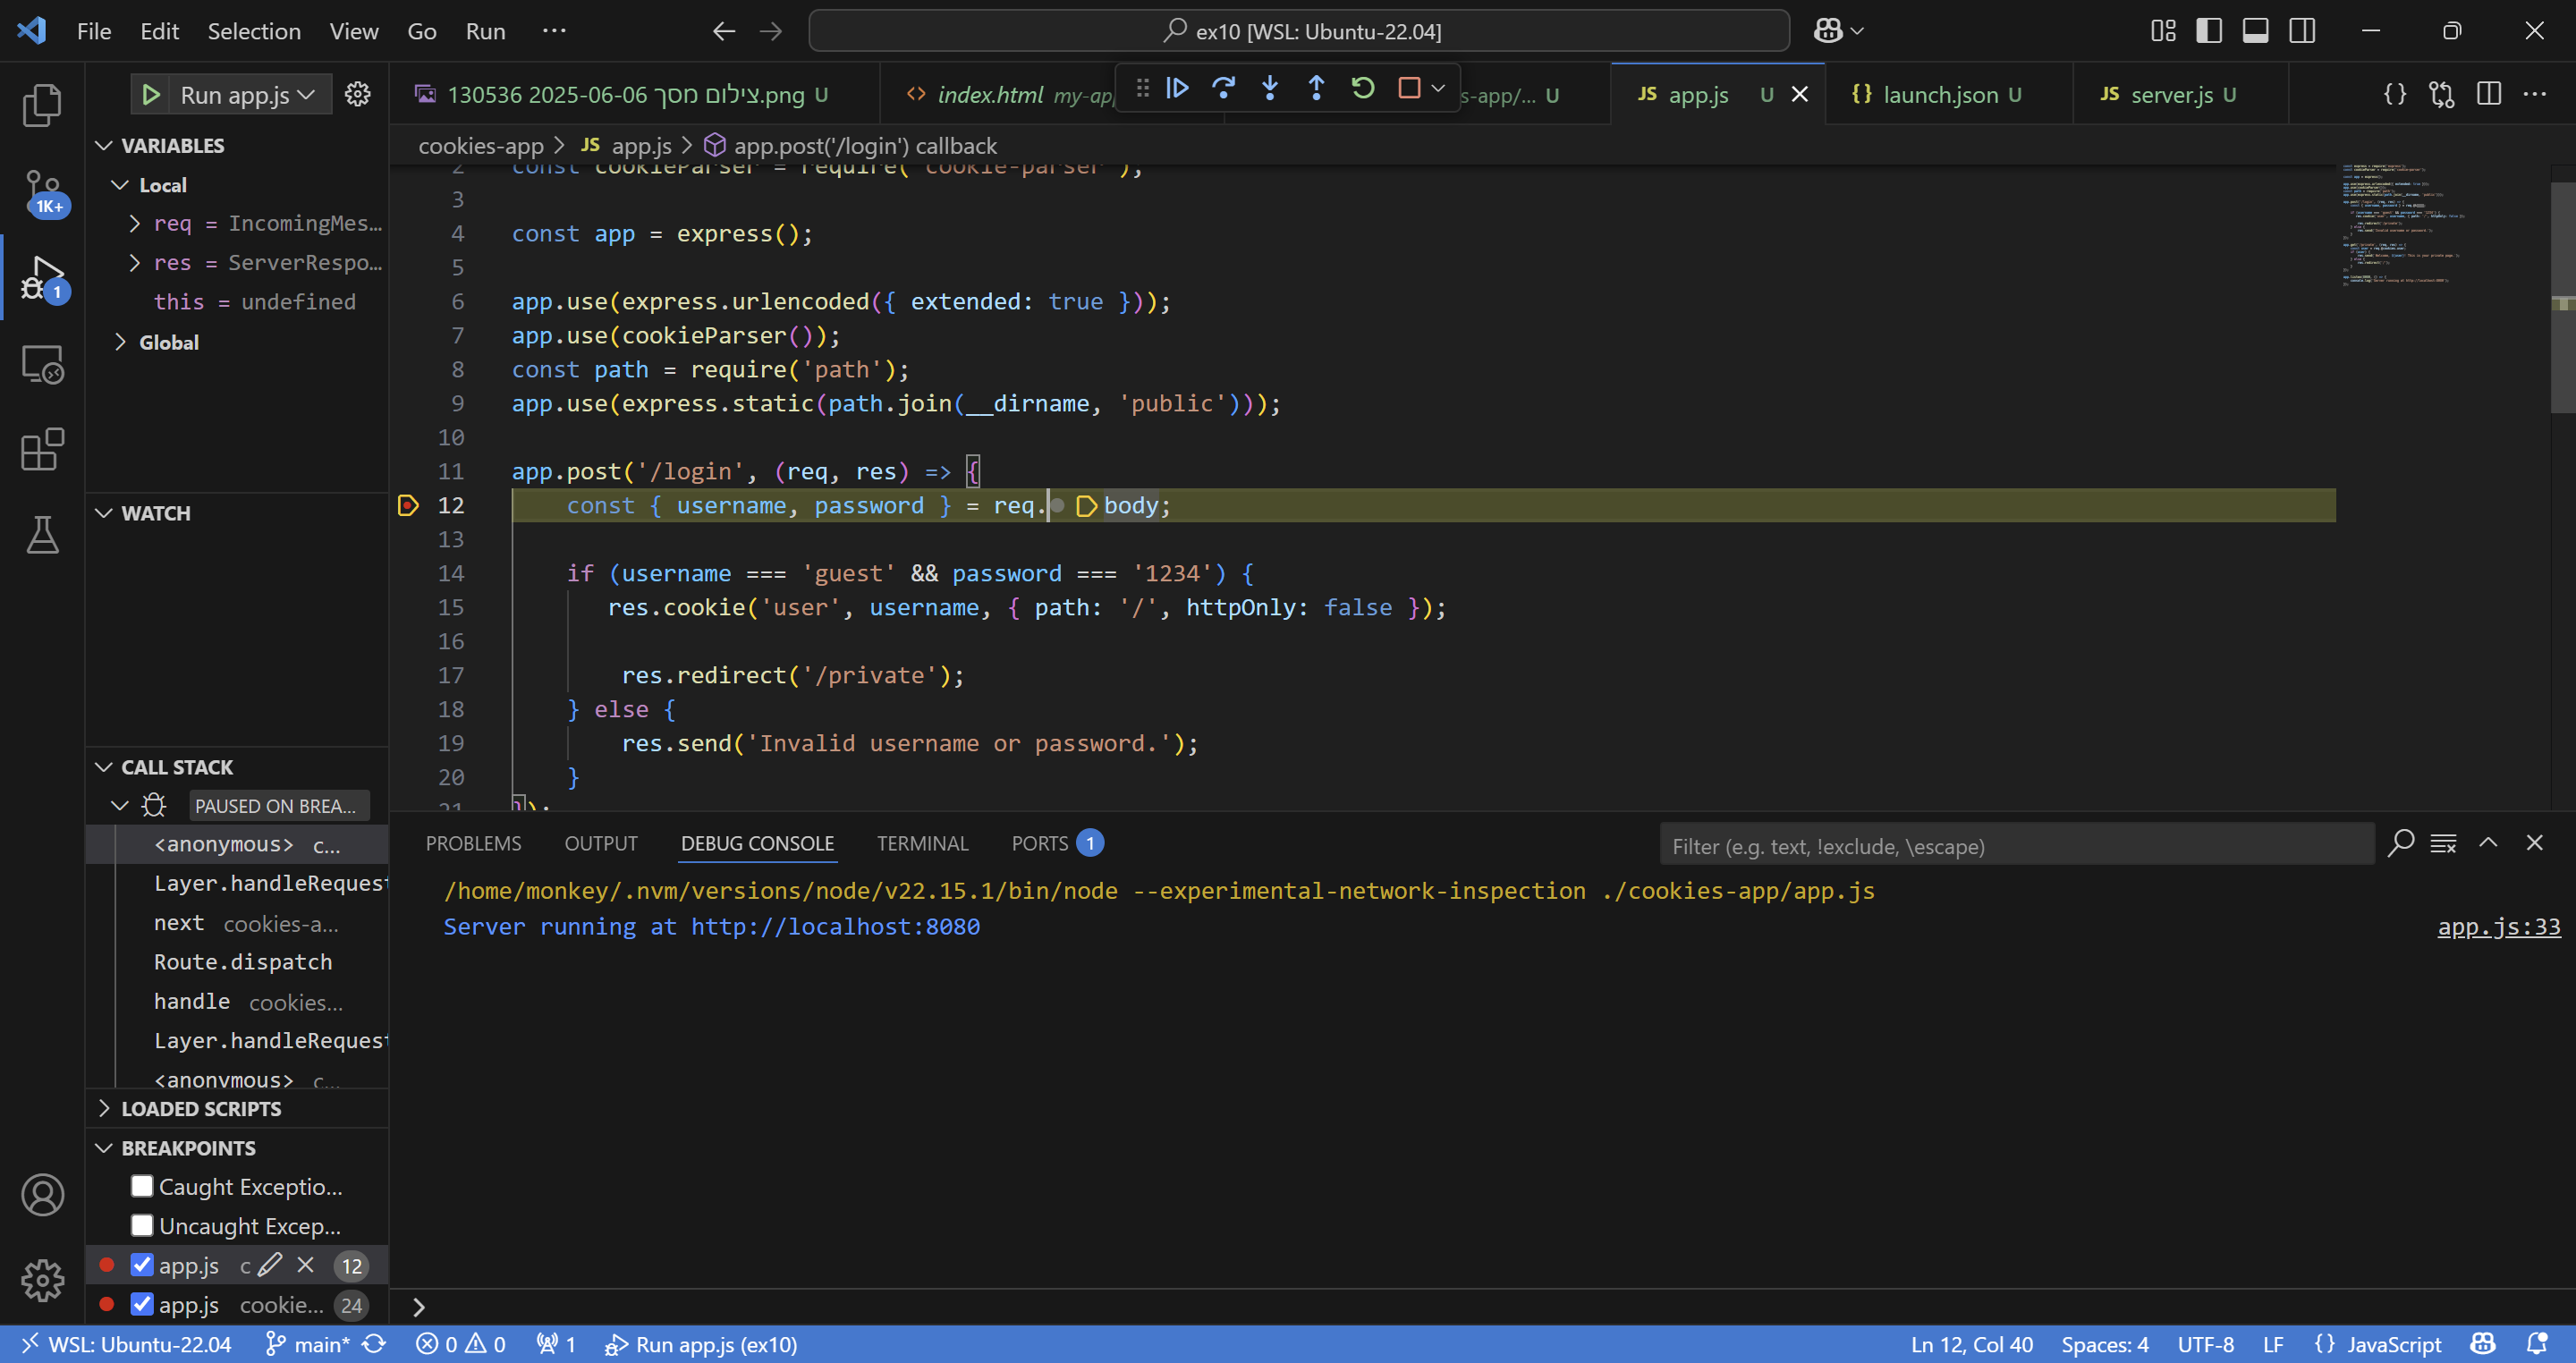 File Edit Selection View Go Run ··· ex10 [WSL: Ubuntu-22.04]
Run app.js
130536 2025-06-06 צילום מסך.png U
index.html my-ap
s-app/... U
JS app.js U
{} launch.json U
JS server.js U
cookies-app > JS app.js > app.post('/login') callback
VARIABLES
Local
req = IncomingMes...
res = ServerRespo...
this = undefined
Global
WATCH
CALL STACK
PAUSED ON BREA...
<anonymous> c...
Layer.handleRequest
next cookies-a...
Route.dispatch
handle cookies...
Layer.handleRequest
<anonymous> c...
LOADED SCRIPTS
BREAKPOINTS
Caught Exceptio...
Uncaught Excep...
app.js c 12
app.js cookie... 24
1K+
1
2 const cookieParser = require('cookie-parser');
3
4 const app = express();
5
6 app.use(express.urlencoded({ extended: true }));
7 app.use(cookieParser());
8 const path = require('path');
9 app.use(express.static(path.join(__dirname, 'public')));
10
11 app.post('/login', (req, res) => {
12 const { username, password } = req.body;
13
14 if (username === 'guest' && password === '1234') {
15 res.cookie('user', username, { path: '/', httpOnly: false });
16
17 res.redirect('/private');
18 } else {
19 res.send('Invalid username or password.');
20 }
21 });
PROBLEMS OUTPUT DEBUG CONSOLE TERMINAL PORTS 1
Filter (e.g. text, !exclude, \escape)
/home/monkey/.nvm/versions/node/v22.15.1/bin/node --experimental-network-inspection ./cookies-app/app.js
Server running at http://localhost:8080 app.js:33
>
WSL: Ubuntu-22.04 main* 0 0 1 Run app.js (ex10) Ln 12, Col 40 Spaces: 4 UTF-8 LF {} JavaScript